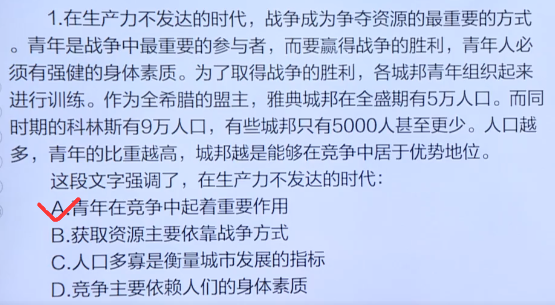 1.在生产力不发达的时代，战争成为争夺资源的最重要的方式
。青年是战争中最重要的参与者，而要赢得战争的胜利，青年人必
须有强健的身体素质。为了取得战争的胜利，各城邦青年组织起来
进行训练。作为全希腊的盟主，雅典城邦在全盛期有5万人口。而同
时期的科林斯有9万人口，有些城邦只有5000人甚至更少。人口越
多，青年的比重越高，城邦越是能够在竞争中居于优势地位。
这段文字强调了，在生产力不发达的时代：
A.青年在竞争中起着重要作用
B.获取资源主要依靠战争方式
C.人口多寡是衡量城市发展的指标
D.竞争主要依赖人们的身体素质